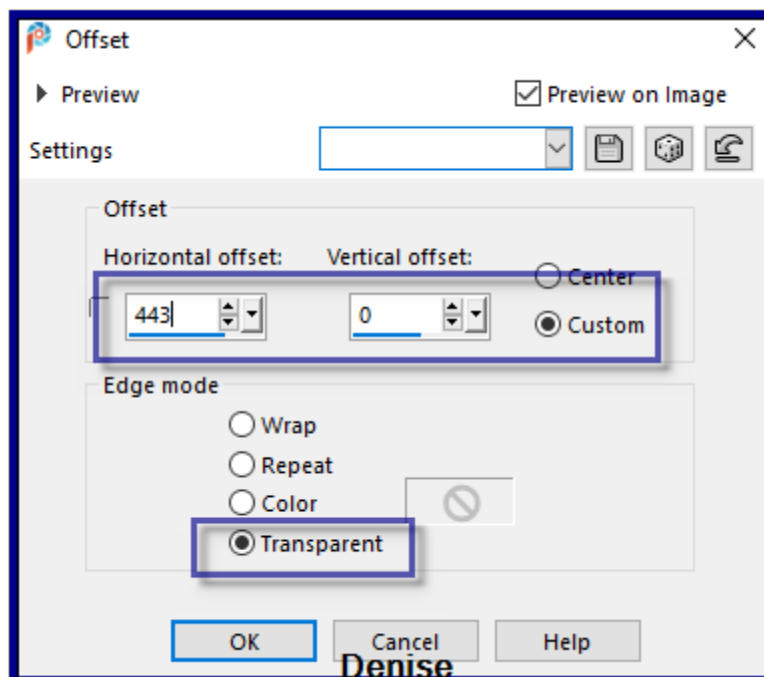 Offset
Preview
Preview on Image
Settings
Offset
Horizontal offset:
Vertical offset:
443
0
Center
Custom
Edge mode
Wrap
Repeat
Color
Transparent
OK
Cancel
Help
Denise